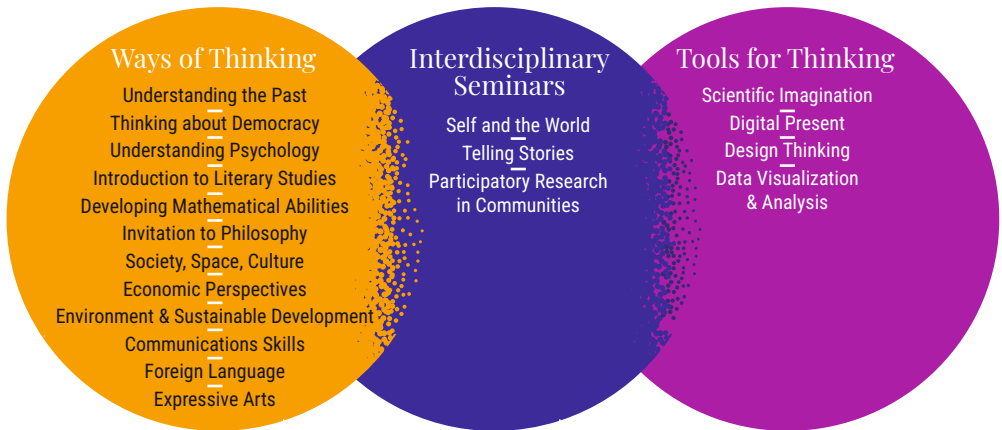 Ways of Thinking
Understanding the Past
Thinking about Democracy
Understanding Psychology
Introduction to Literary Studies
Developing Mathematical Abilities
Invitation to Philosophy
Society, Space, Culture
Economic Perspectives
Environment & Sustainable Development
Communications Skills
Foreign Language
Expressive Arts
Interdisciplinary
Seminars
Self and the World
Telling Stories
Participatory Research
in Communities
Tools for Thinking
Scientific Imagination
Digital Present
Design Thinking
Data Visualization
& Analysis